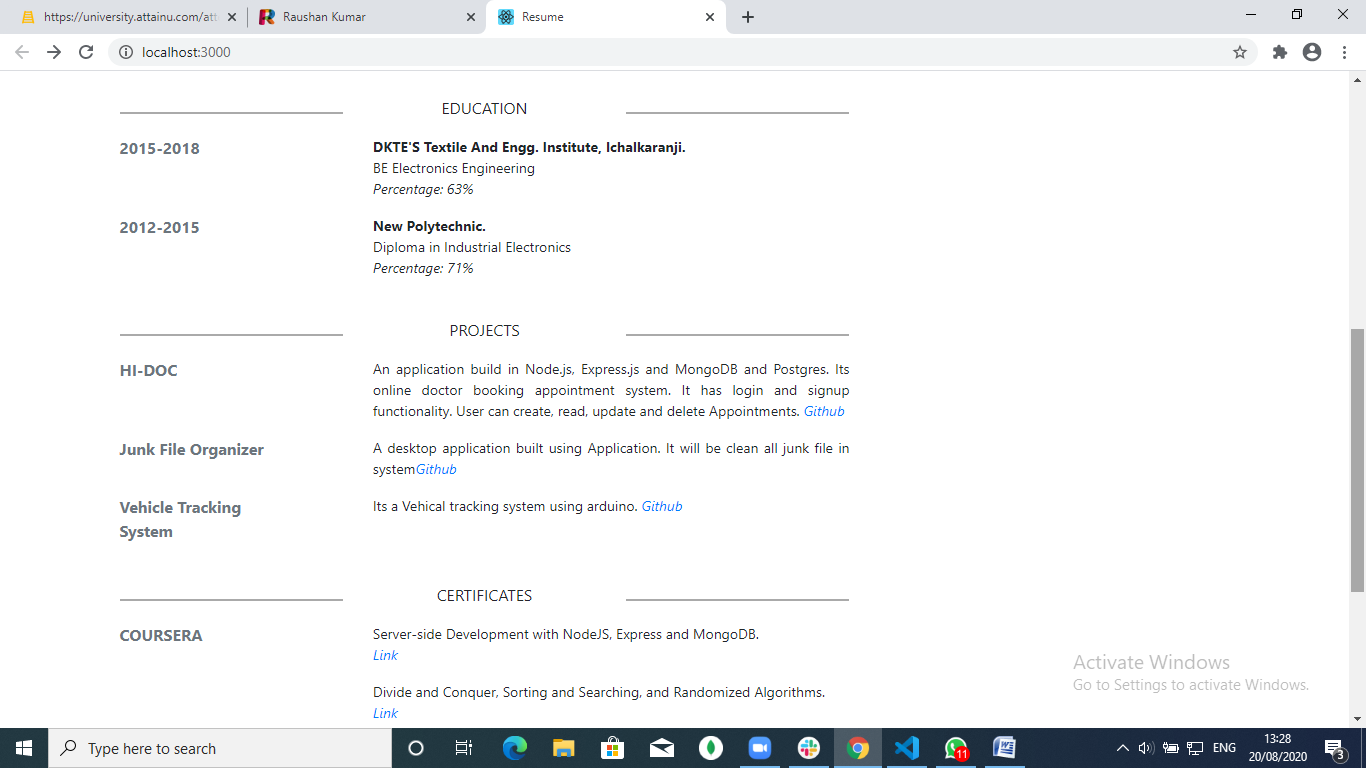 https://university.attainu.com/att
Raushan Kumar
Resume
localhost:3000
EDUCATION
2015-2018
DKTE'S Textile And Engg. Institute, Ichalkaranji.
BE Electronics Engineering
Percentage: 63%
2012-2015
New Polytechnic.
Diploma in Industrial Electronics
Percentage: 71%
PROJECTS
HI-DOC
An application build in Node.js, Express.js and MongoDB and Postgres. Its
online doctor booking appointment system. It has login and signup
functionality. User can create, read, update and delete Appointments. Github
Junk File Organizer
A desktop application built using Application. It will be clean all junk file in
systemGithub
Vehicle Tracking
System
Its a Vehical tracking system using arduino. Github
CERTIFICATES
COURSERA
Server-side Development with NodeJS, Express and MongoDB.
Link
Divide and Conquer, Sorting and Searching, and Randomized Algorithms.
Link
Activate Windows
Go to Settings to activate Windows.
Type here to search
11
W
ENG
13:28
20/08/2020
3